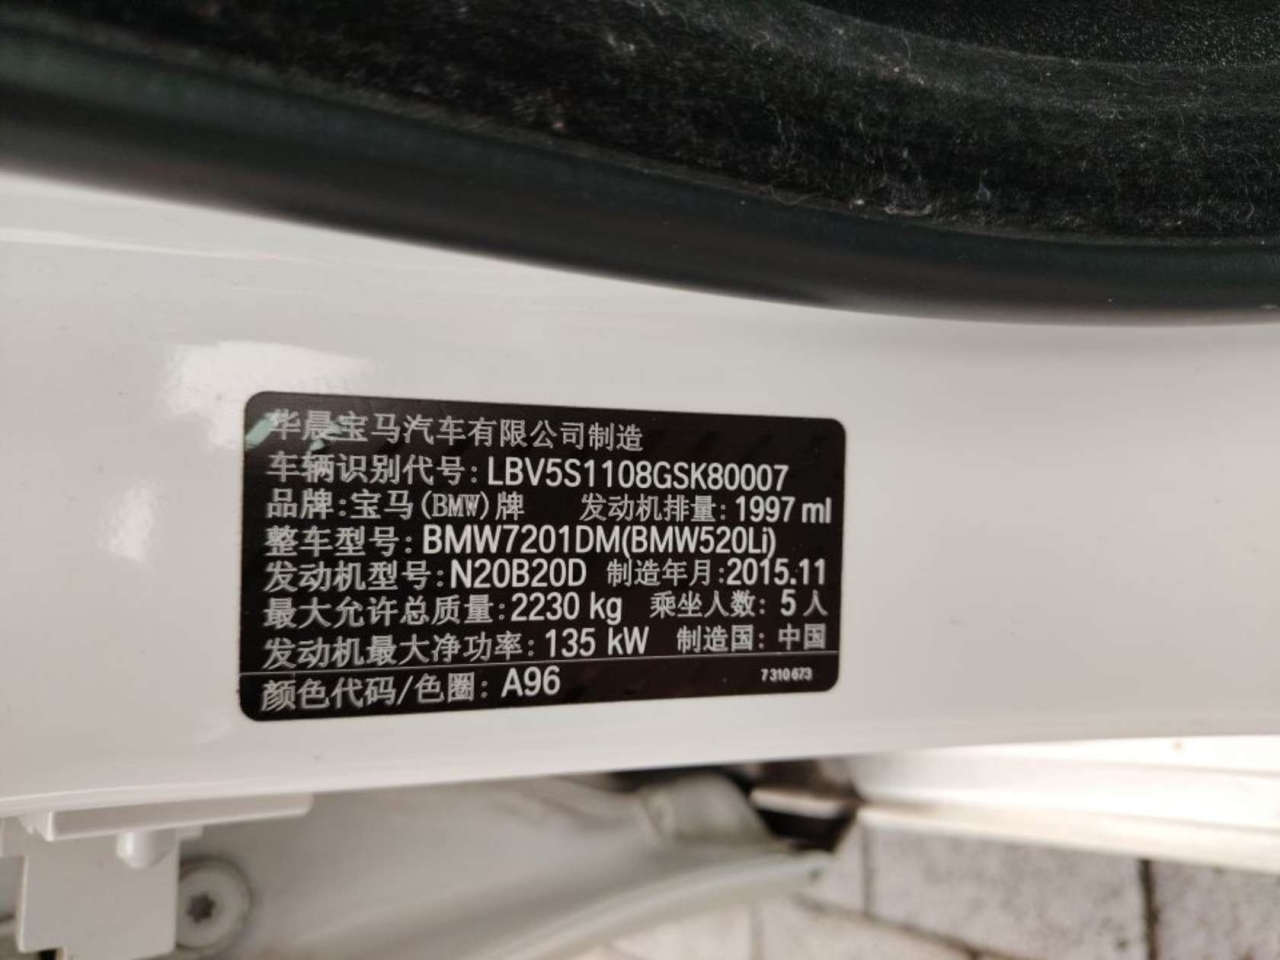 华晨宝马汽车有限公司制造
车辆识别代号: LBV5S1108GSK80007
品牌: 宝马(BMW)牌 发动机排量: 1997 ml
整车型号: BMW7201DM(BMW520Li)
发动机型号: N20B20D 制造年月: 2015.11
最大允许总质量: 2230 kg 乘坐人数: 5人
发动机最大净功率: 135 kW 制造国: 中国
颜色代码/色圈: A96 7310673